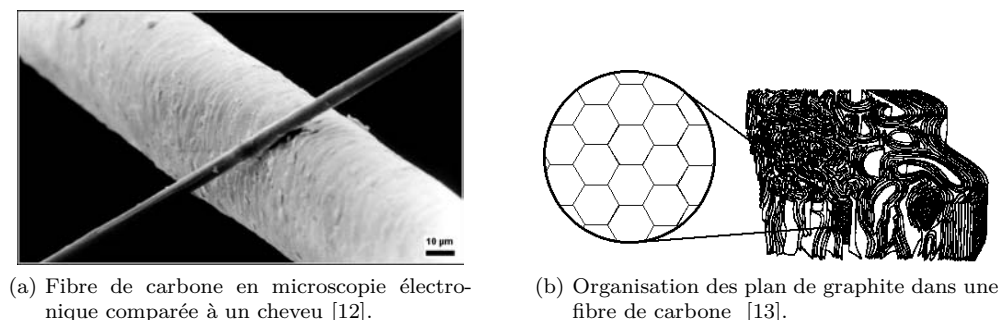 10 µm
(a) Fibre de carbone en microscopie électro-
nique comparée à un cheveu [12].
(b) Organisation des plan de graphite dans une
fibre de carbone [13].